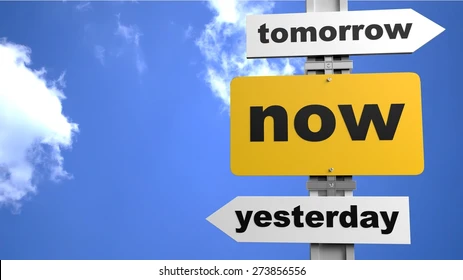 tomorrow
now
yesterday
shutterstock.com · 273856556